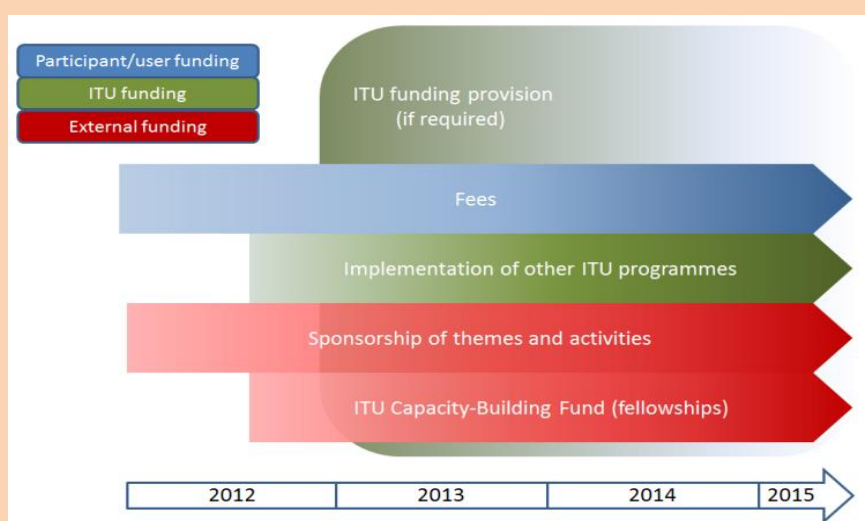 Participant/user funding
ITU funding
External funding
ITU funding provision
(if required)
Fees
Implementation of other ITU programmes
Sponsorship of themes and activities
ITU Capacity-Building Fund (fellowships)
2012 2013 2014 2015